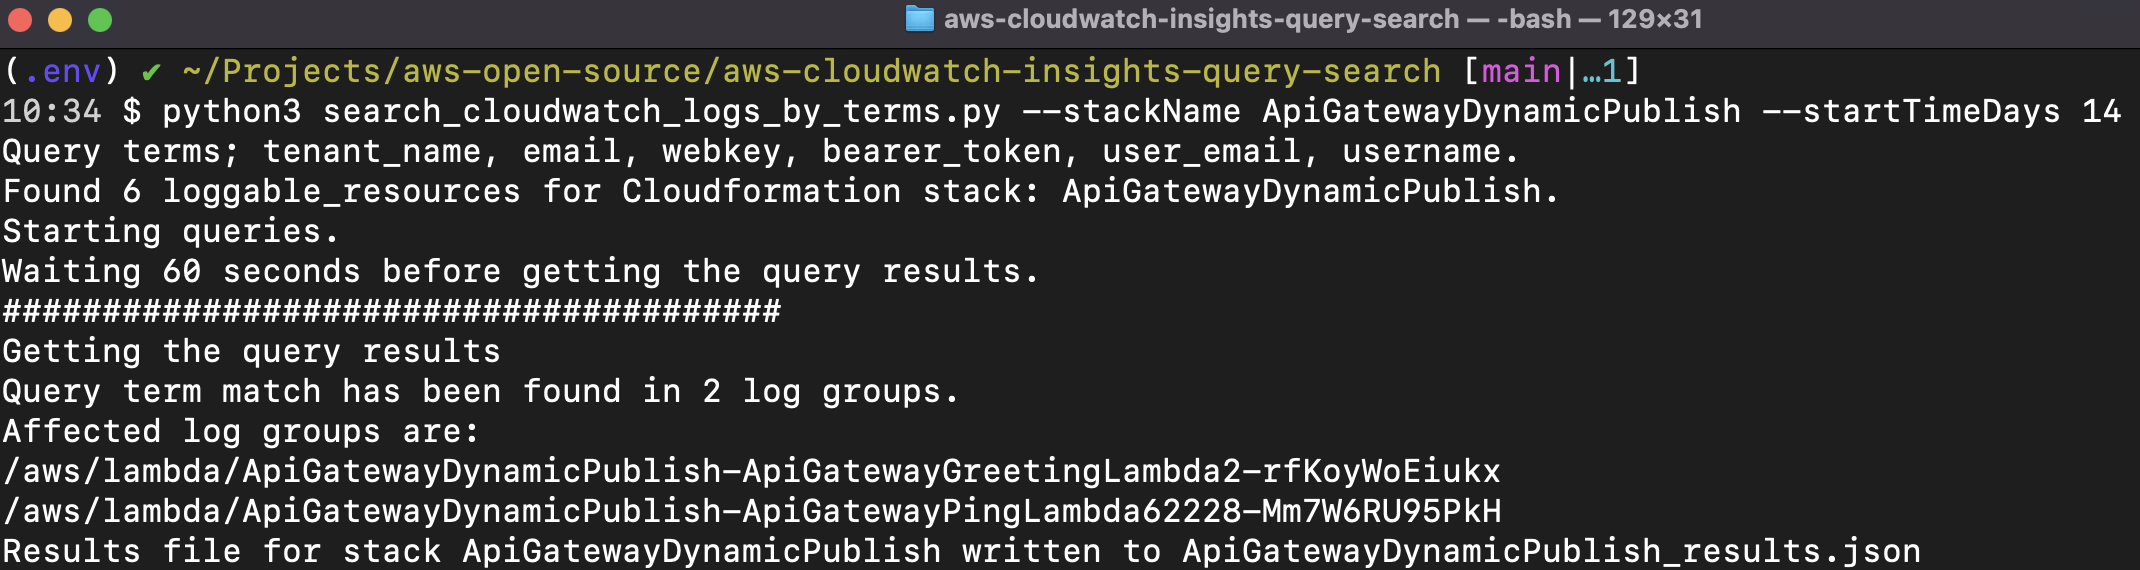 aws-cloudwatch-insights-query-search — -bash — 129×31
(.env) ✔ ~/Projects/aws-open-source/aws-cloudwatch-insights-query-search [main|…1]
10:34 $ python3 search_cloudwatch_logs_by_terms.py --stackName ApiGatewayDynamicPublish --startTimeDays 14
Query terms; tenant_name, email, webkey, bearer_token, user_email, username.
Found 6 loggable_resources for Cloudformation stack: ApiGatewayDynamicPublish.
Starting queries.
Waiting 60 seconds before getting the query results.
#######################################
Getting the query results
Query term match has been found in 2 log groups.
Affected log groups are:
/aws/lambda/ApiGatewayDynamicPublish-ApiGatewayGreetingLambda2-rfKoyWoEiukx
/aws/lambda/ApiGatewayDynamicPublish-ApiGatewayPingLambda62228-Mm7W6RU95PkH
Results file for stack ApiGatewayDynamicPublish written to ApiGatewayDynamicPublish_results.json